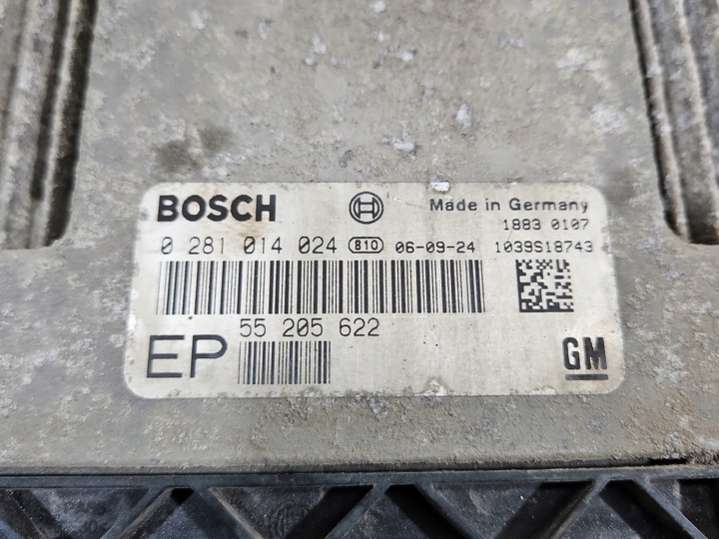 BOSCH
Made in Germany
1883 0107
0 281 014 024 810 06-09-24 1039S18743
55 205 622
EP
GM